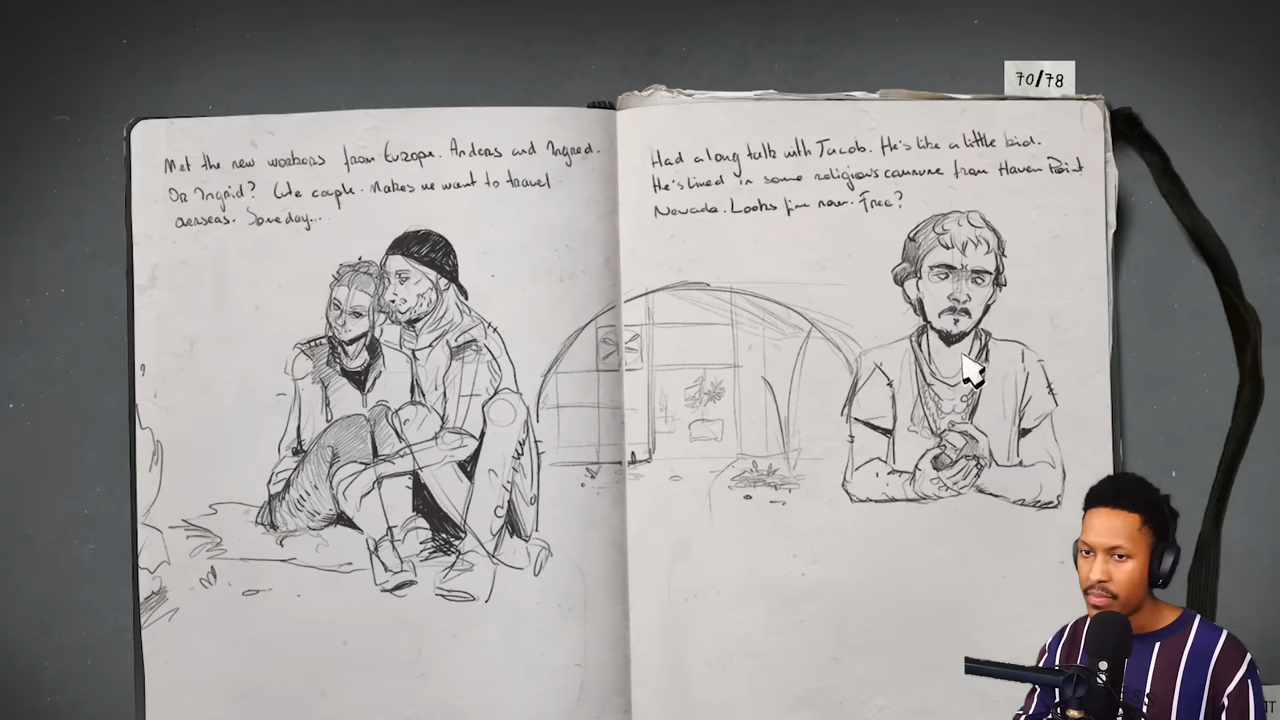 70/78
Met the new workers from Europe. Anders and Ingred.
Or Ingrid? Cute couple. Makes me want to travel
overseas. Someday...
Had a long talk with Jacob. He's like a little bird.
He's lived in some religious commune from Haven Point
Nevada. Looks fine now. Free?